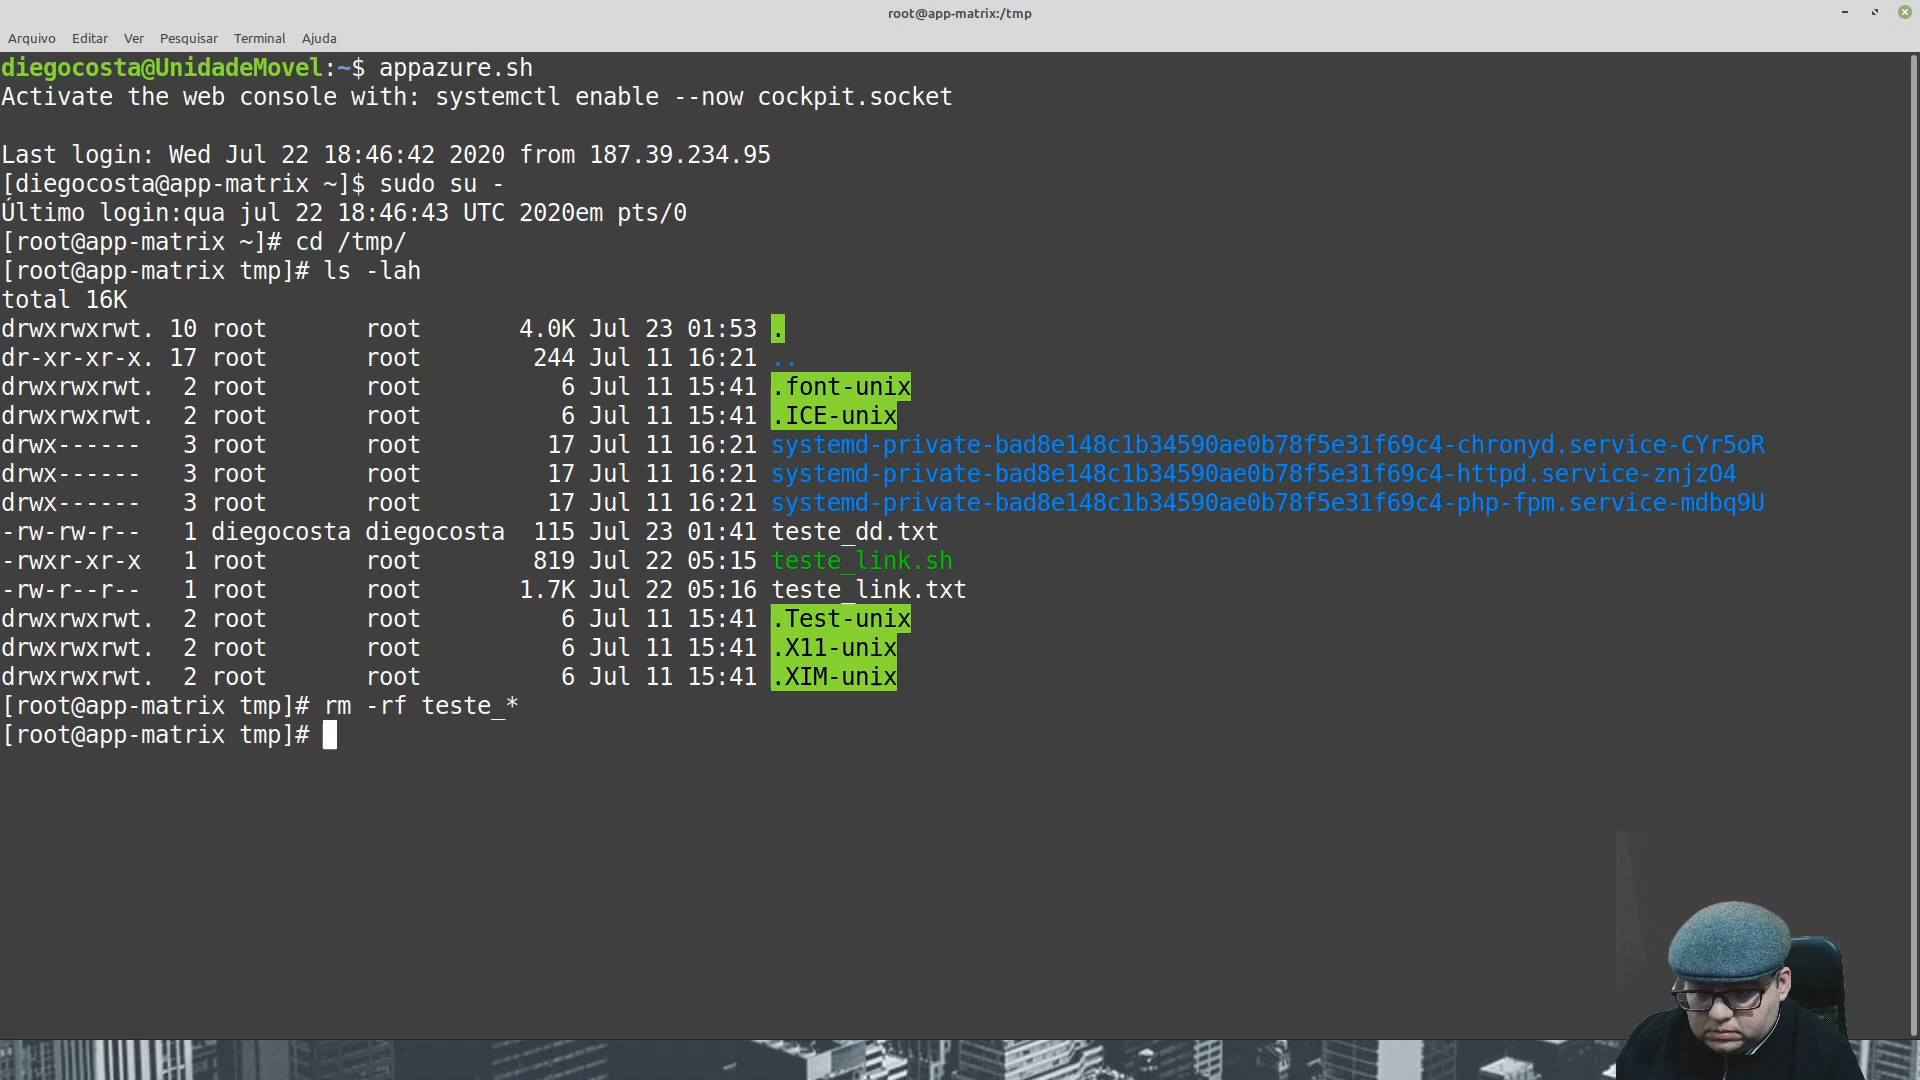 root@app-matrix:/tmp
Arquivo Editar Ver Pesquisar Terminal Ajuda
diegocosta@UnidadeMovel:~$ appazure.sh
Activate the web console with: systemctl enable --now cockpit.socket
Last login: Wed Jul 22 18:46:42 2020 from 187.39.234.95
[diegocosta@app-matrix ~]$ sudo su -
Último login:qua jul 22 18:46:43 UTC 2020em pts/0
[root@app-matrix ~]# cd /tmp/
[root@app-matrix tmp]# ls -lah
total 16K
drwxrwxrwt. 10 root root 4.0K Jul 23 01:53 .
dr-xr-xr-x. 17 root root 244 Jul 11 16:21 ..
drwxrwxrwt. 2 root root 6 Jul 11 15:41 .font-unix
drwxrwxrwt. 2 root root 6 Jul 11 15:41 .ICE-unix
drwx------ 3 root root 17 Jul 11 16:21 systemd-private-bad8e148c1b34590ae0b78f5e31f69c4-chronyd.service-CYr5oR
drwx------ 3 root root 17 Jul 11 16:21 systemd-private-bad8e148c1b34590ae0b78f5e31f69c4-httpd.service-znjzO4
drwx------ 3 root root 17 Jul 11 16:21 systemd-private-bad8e148c1b34590ae0b78f5e31f69c4-php-fpm.service-mdbq9U
-rw-rw-r-- 1 diegocosta diegocosta 115 Jul 23 01:41 teste_dd.txt
-rwxr-xr-x 1 root root 819 Jul 22 05:15 teste_link.sh
-rw-r--r-- 1 root root 1.7K Jul 22 05:16 teste_link.txt
drwxrwxrwt. 2 root root 6 Jul 11 15:41 .Test-unix
drwxrwxrwt. 2 root root 6 Jul 11 15:41 .X11-unix
drwxrwxrwt. 2 root root 6 Jul 11 15:41 .XIM-unix
[root@app-matrix tmp]# rm -rf teste_*
[root@app-matrix tmp]#